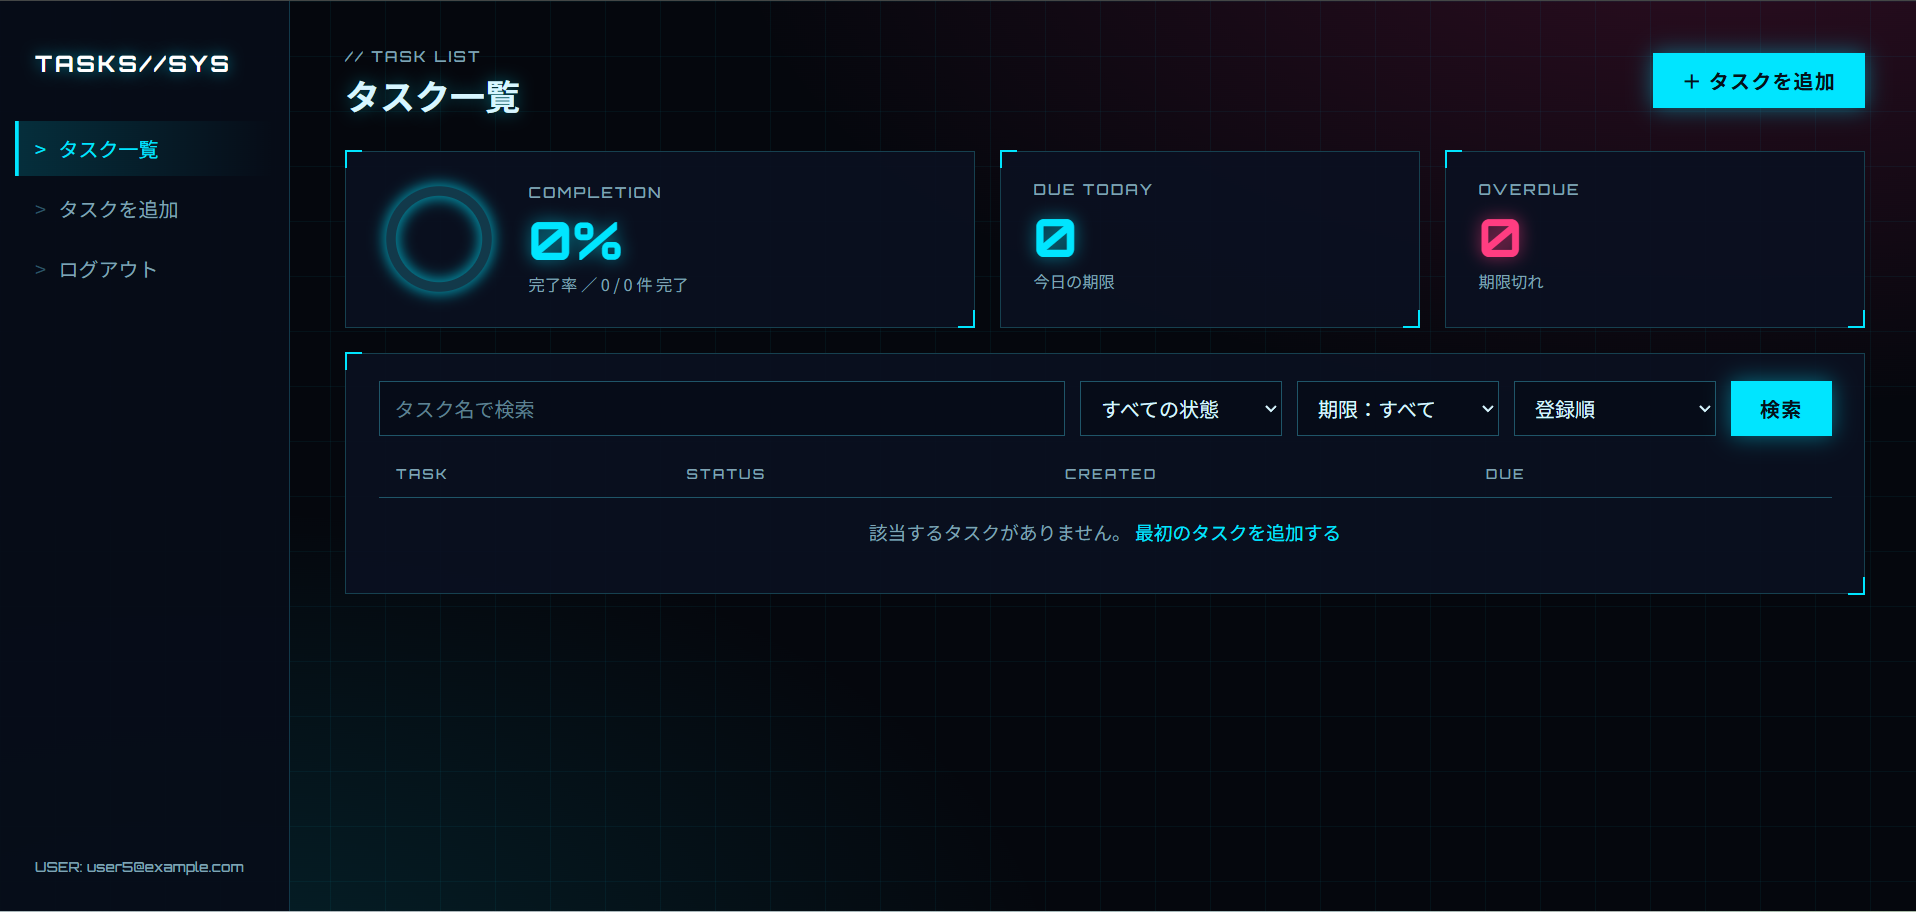 TASKS//SYS
> タスク一覧
> タスクを追加
> ログアウト
USER: user5@example.com
// TASK LIST
タスク一覧
＋ タスクを追加
COMPLETION
0%
完了率 ／ 0 / 0 件 完了
DUE TODAY
0
今日の期限
OVERDUE
0
期限切れ
タスク名で検索
すべての状態
期限：すべて
登録順
検索
TASK STATUS CREATED DUE
該当するタスクがありません。 最初のタスクを追加する